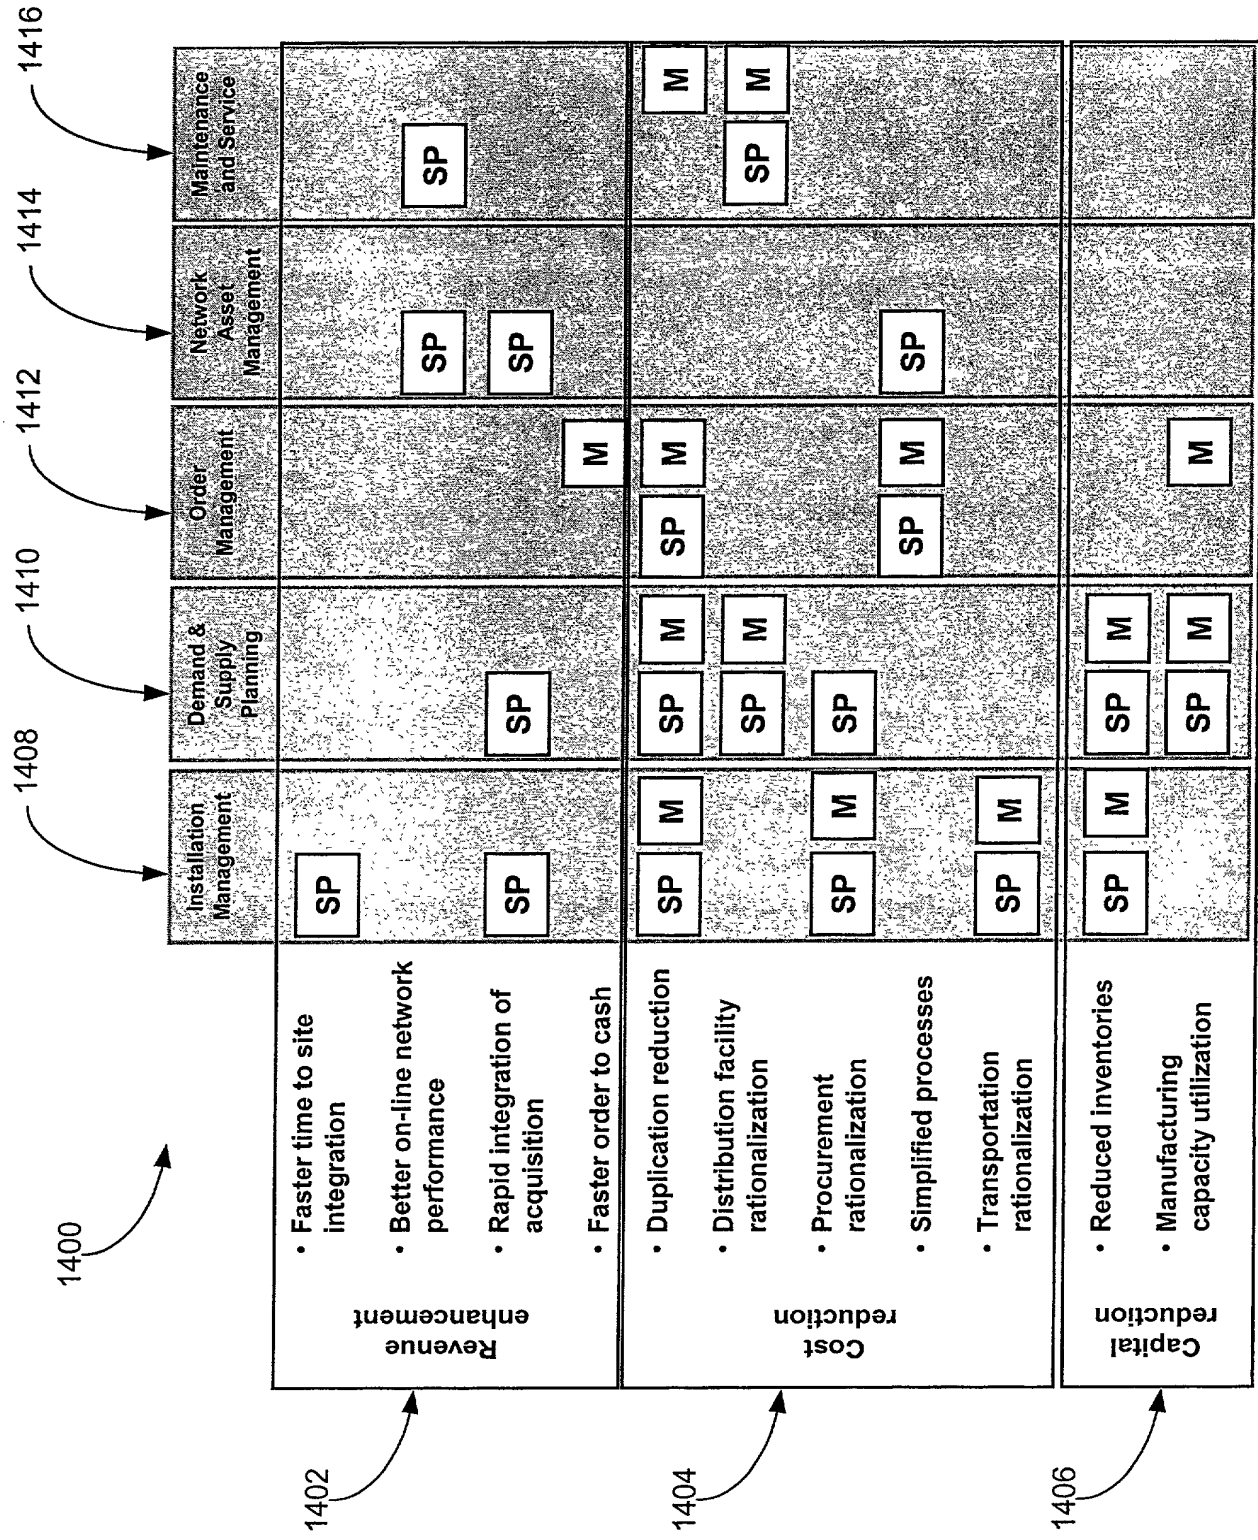 1408 1410 1412 1414 1416
1400
Installation
Management
Demand &
Supply
Planning
Order
Management
Network
Asset
Management
Maintenance
and Service
1402
Revenue
enhancement
• Faster time to site
integration
SP
• Better on-line network
performance
SP SP
• Rapid integration of
acquisition
SP SP SP
• Faster order to cash
M
1404
Cost
reduction
• Duplication reduction
SP M SP M SP M M
• Distribution facility
rationalization
SP M SP M
• Procurement
rationalization
SP M SP
• Simplified processes
SP M SP
• Transportation
rationalization
SP M
1406
Capital
reduction
• Reduced inventories
SP M SP M
• Manufacturing
capacity utilization
SP M M